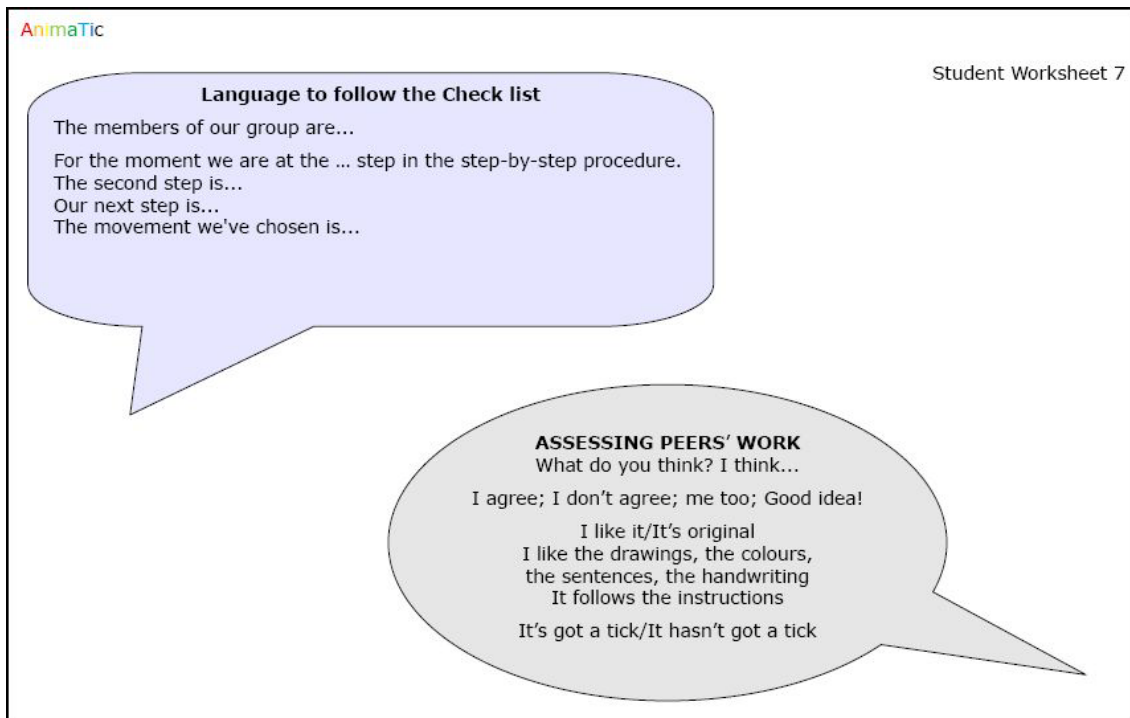 AnimaTic
Student Worksheet 7
Language to follow the Check list
The members of our group are...
For the moment we are at the ... step in the step-by-step procedure.
The second step is...
Our next step is...
The movement we've chosen is...
ASSESSING PEERS’ WORK
What do you think? I think...
I agree; I don’t agree; me too; Good idea!
I like it/It’s original
I like the drawings, the colours,
the sentences, the handwriting
It follows the instructions
It’s got a tick/It hasn’t got a tick